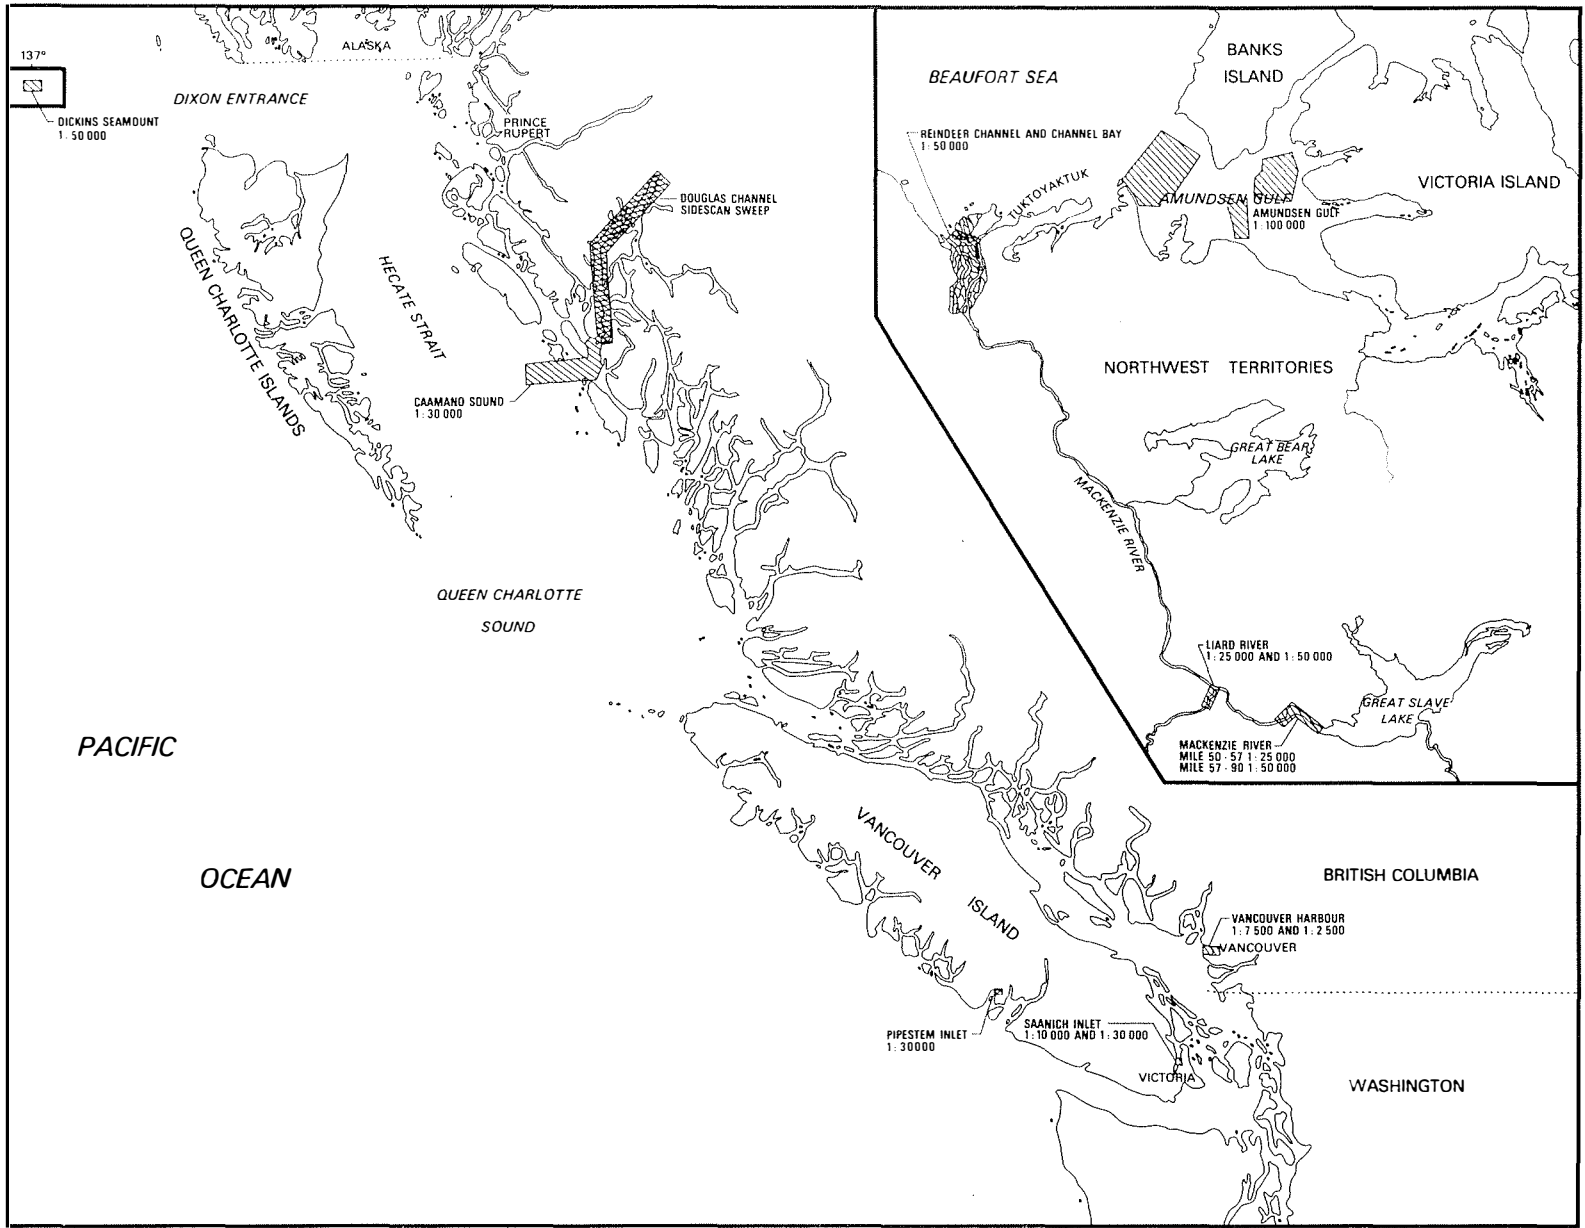 ALASKA
137°
DIXON ENTRANCE
DICKINS SEAMOUNT
1:50 000
PRINCE
RUPERT
DOUGLAS CHANNEL
SIDESCAN SWEEP
QUEEN CHARLOTTE ISLANDS
HECATE STRAIT
CAAMANO SOUND
1:30 000
QUEEN CHARLOTTE
SOUND
PACIFIC
OCEAN
VANCOUVER
ISLAND
PIPESTEM INLET
1:30000
SAANICH INLET
1:10 000 AND 1:30 000
VICTORIA
VANCOUVER HARBOUR
1:7 500 AND 1:2 500
VANCOUVER
BRITISH COLUMBIA
WASHINGTON
BEAUFORT SEA
BANKS
ISLAND
REINDEER CHANNEL AND CHANNEL BAY
1:50 000
TUKTOYAKTUK
AMUNDSEN GULF
AMUNDSEN GULF
1:100 000
VICTORIA ISLAND
NORTHWEST TERRITORIES
GREAT BEAR
LAKE
MACKENZIE RIVER
LIARD RIVER
1:25 000 AND 1:50 000
GREAT SLAVE
LAKE
MACKENZIE RIVER
MILE 50-57 1:25 000
MILE 57-90 1:50 000